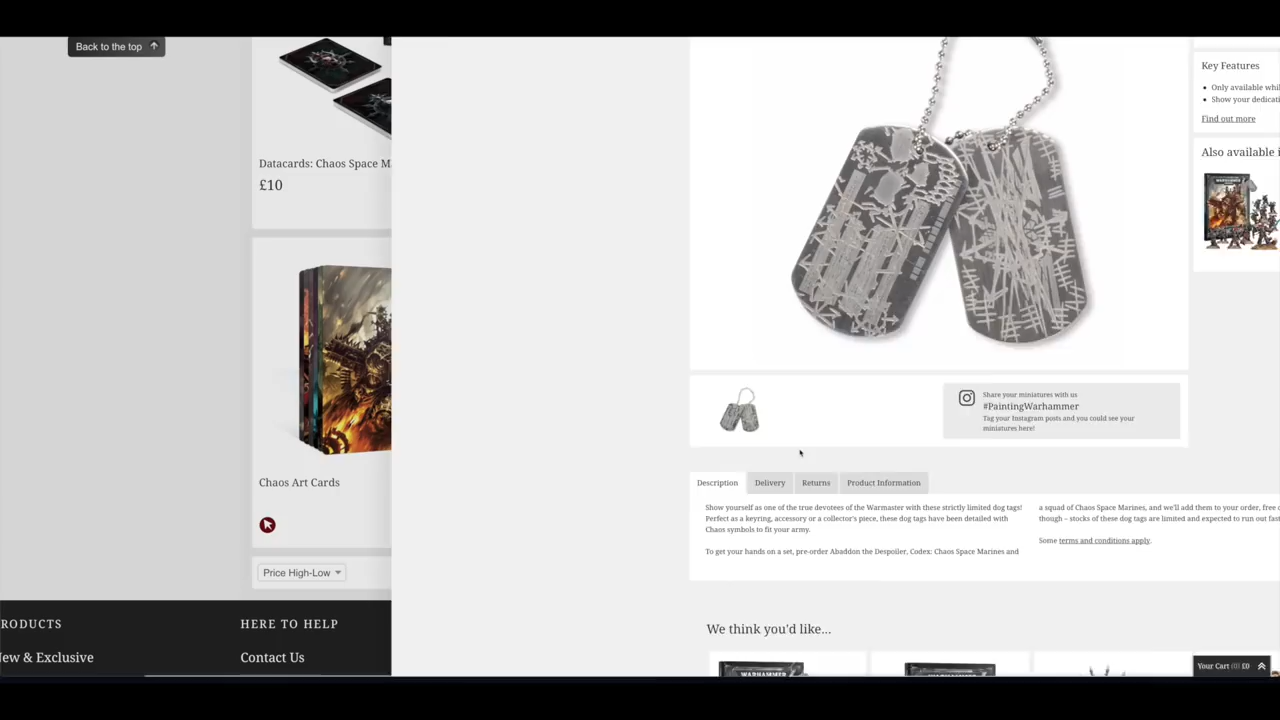 Back to the top
Datacards: Chaos Space M
£10
Chaos Art Cards
Price High-Low
RODUCTS
HERE TO HELP
New & Exclusive
Contact Us
Key Features
Only available whil
Show your dedicati
Find out more
Also available i
Share your miniatures with us
#PaintingWarhammer
Tag your Instagram posts and you could see your
miniatures here!
Description
Delivery
Returns
Product Information
Show yourself as one of the true devotees of the Warmaster with these strictly limited dog tags!
Perfect as a keyring, accessory or a collector's piece, these dog tags have been detailed with
Chaos symbols to fit your army.
To get your hands on a set, pre-order Abaddon the Despoiler, Codex: Chaos Space Marines and
a squad of Chaos Space Marines, and we'll add them to your order, free o
though – stocks of these dog tags are limited and expected to run out fast
Some terms and conditions apply.
We think you'd like...
WARHAMMER
WARHAMMER
Your Cart (0) £0